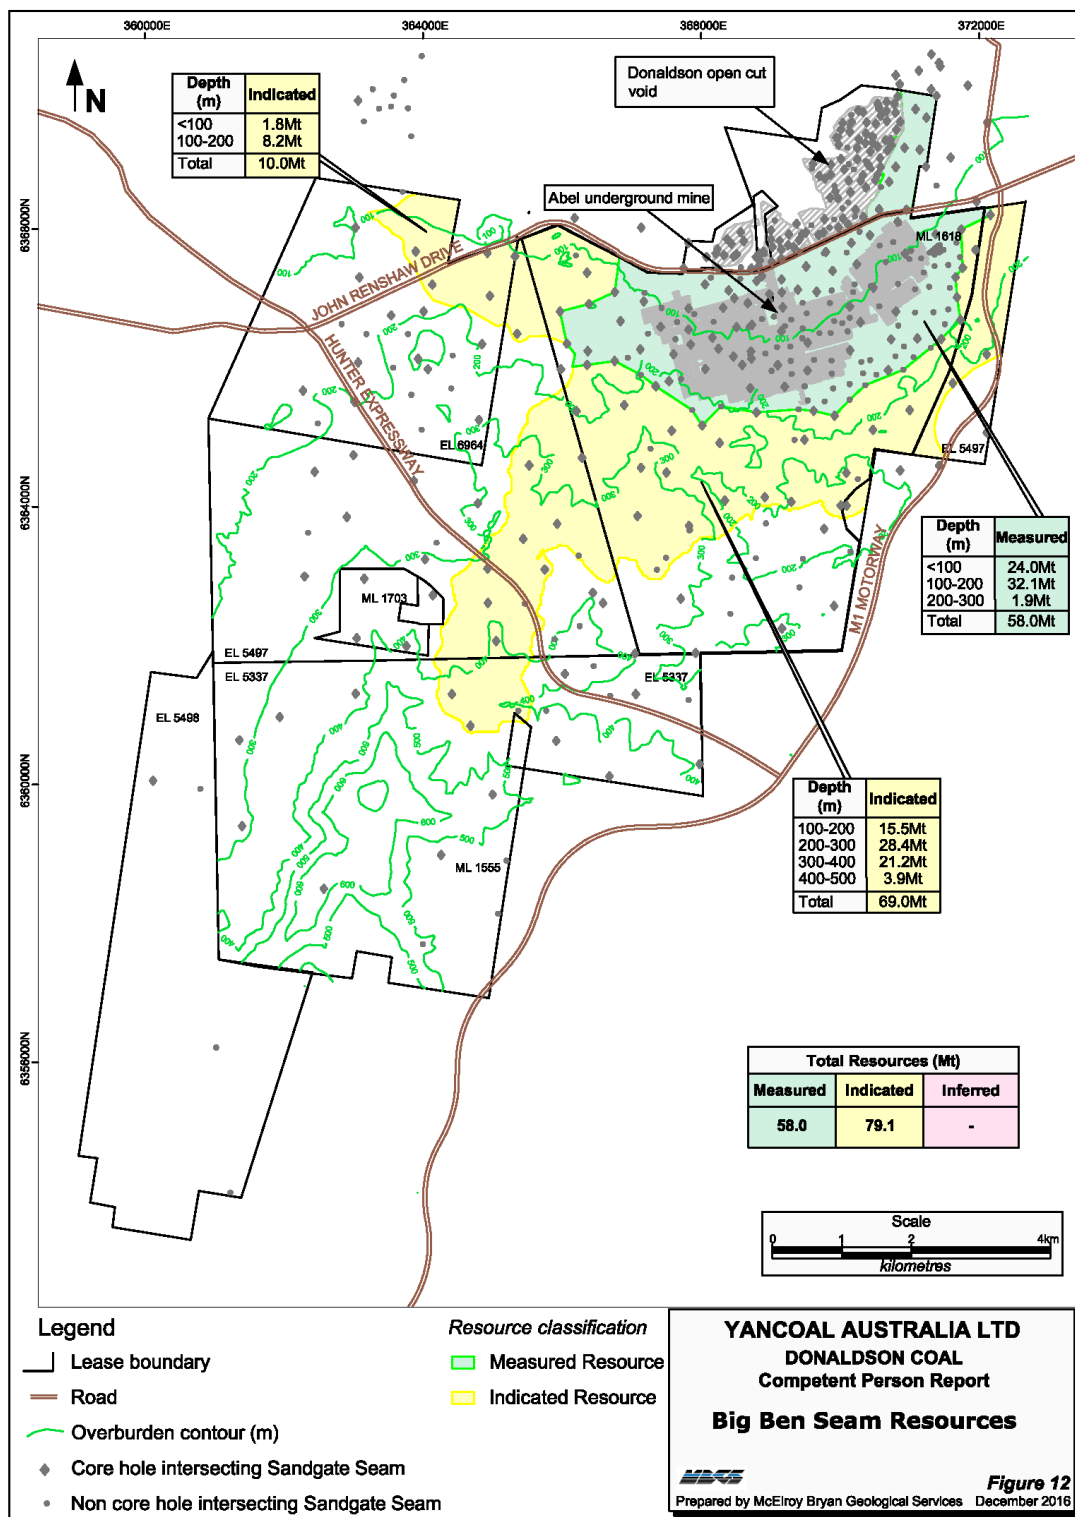 360000E
364000E
368000E
372000E
6368000N
6364000N
6360000N
6356000N
N
Depth (m) Indicated
<100 1.8Mt
100-200 8.2Mt
Total 10.0Mt
Donaldson open cut
void
Abel underground mine
ML 1618
JOHN RENSHAW DRIVE
HUNTER EXPRESSWAY
EL 6964
EL 5497
M1 MOTORWAY
Depth (m) Measured
<100 24.0Mt
100-200 32.1Mt
200-300 1.9Mt
Total 58.0Mt
ML 1703
EL 5497
EL 5337
EL 5337
EL 5498
ML 1555
Depth (m) Indicated
100-200 15.5Mt
200-300 28.4Mt
300-400 21.2Mt
400-500 3.9Mt
Total 69.0Mt
Total Resources (Mt)
Measured Indicated Inferred
58.0 79.1 -
Scale
0 1 2 4km
kilometres
Legend
Lease boundary
Road
Overburden contour (m)
Core hole intersecting Sandgate Seam
Non core hole intersecting Sandgate Seam
Resource classification
Measured Resource
Indicated Resource
YANCOAL AUSTRALIA LTD
DONALDSON COAL
Competent Person Report
Big Ben Seam Resources
MBGS
Figure 12
Prepared by McElroy Bryan Geological Services December 2016